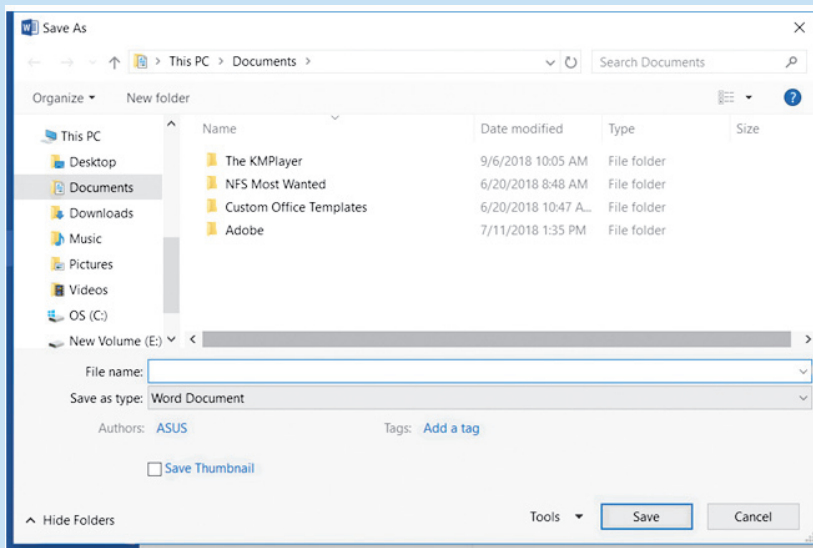 Save As
This PC > Documents >
Search Documents
Organize
New folder
?
This PC
Desktop
Documents
Downloads
Music
Pictures
Videos
OS (C:)
New Volume (E:)
Name Date modified Type Size
The KMPlayer 9/6/2018 10:05 AM File folder
NFS Most Wanted 6/20/2018 8:48 AM File folder
Custom Office Templates 6/20/2018 10:47 A... File folder
Adobe 7/11/2018 1:35 PM File folder
File name:
Save as type: Word Document
Authors: ASUS Tags: Add a tag
Save Thumbnail
Hide Folders Tools Save Cancel